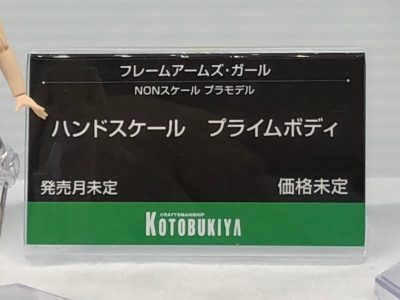 フレームアームズ・ガール
NONスケール プラモデル
ハンドスケール プライムボディ
発売月未定 価格未定
CRAFTSMANSHIP
KOTOBUKIYA